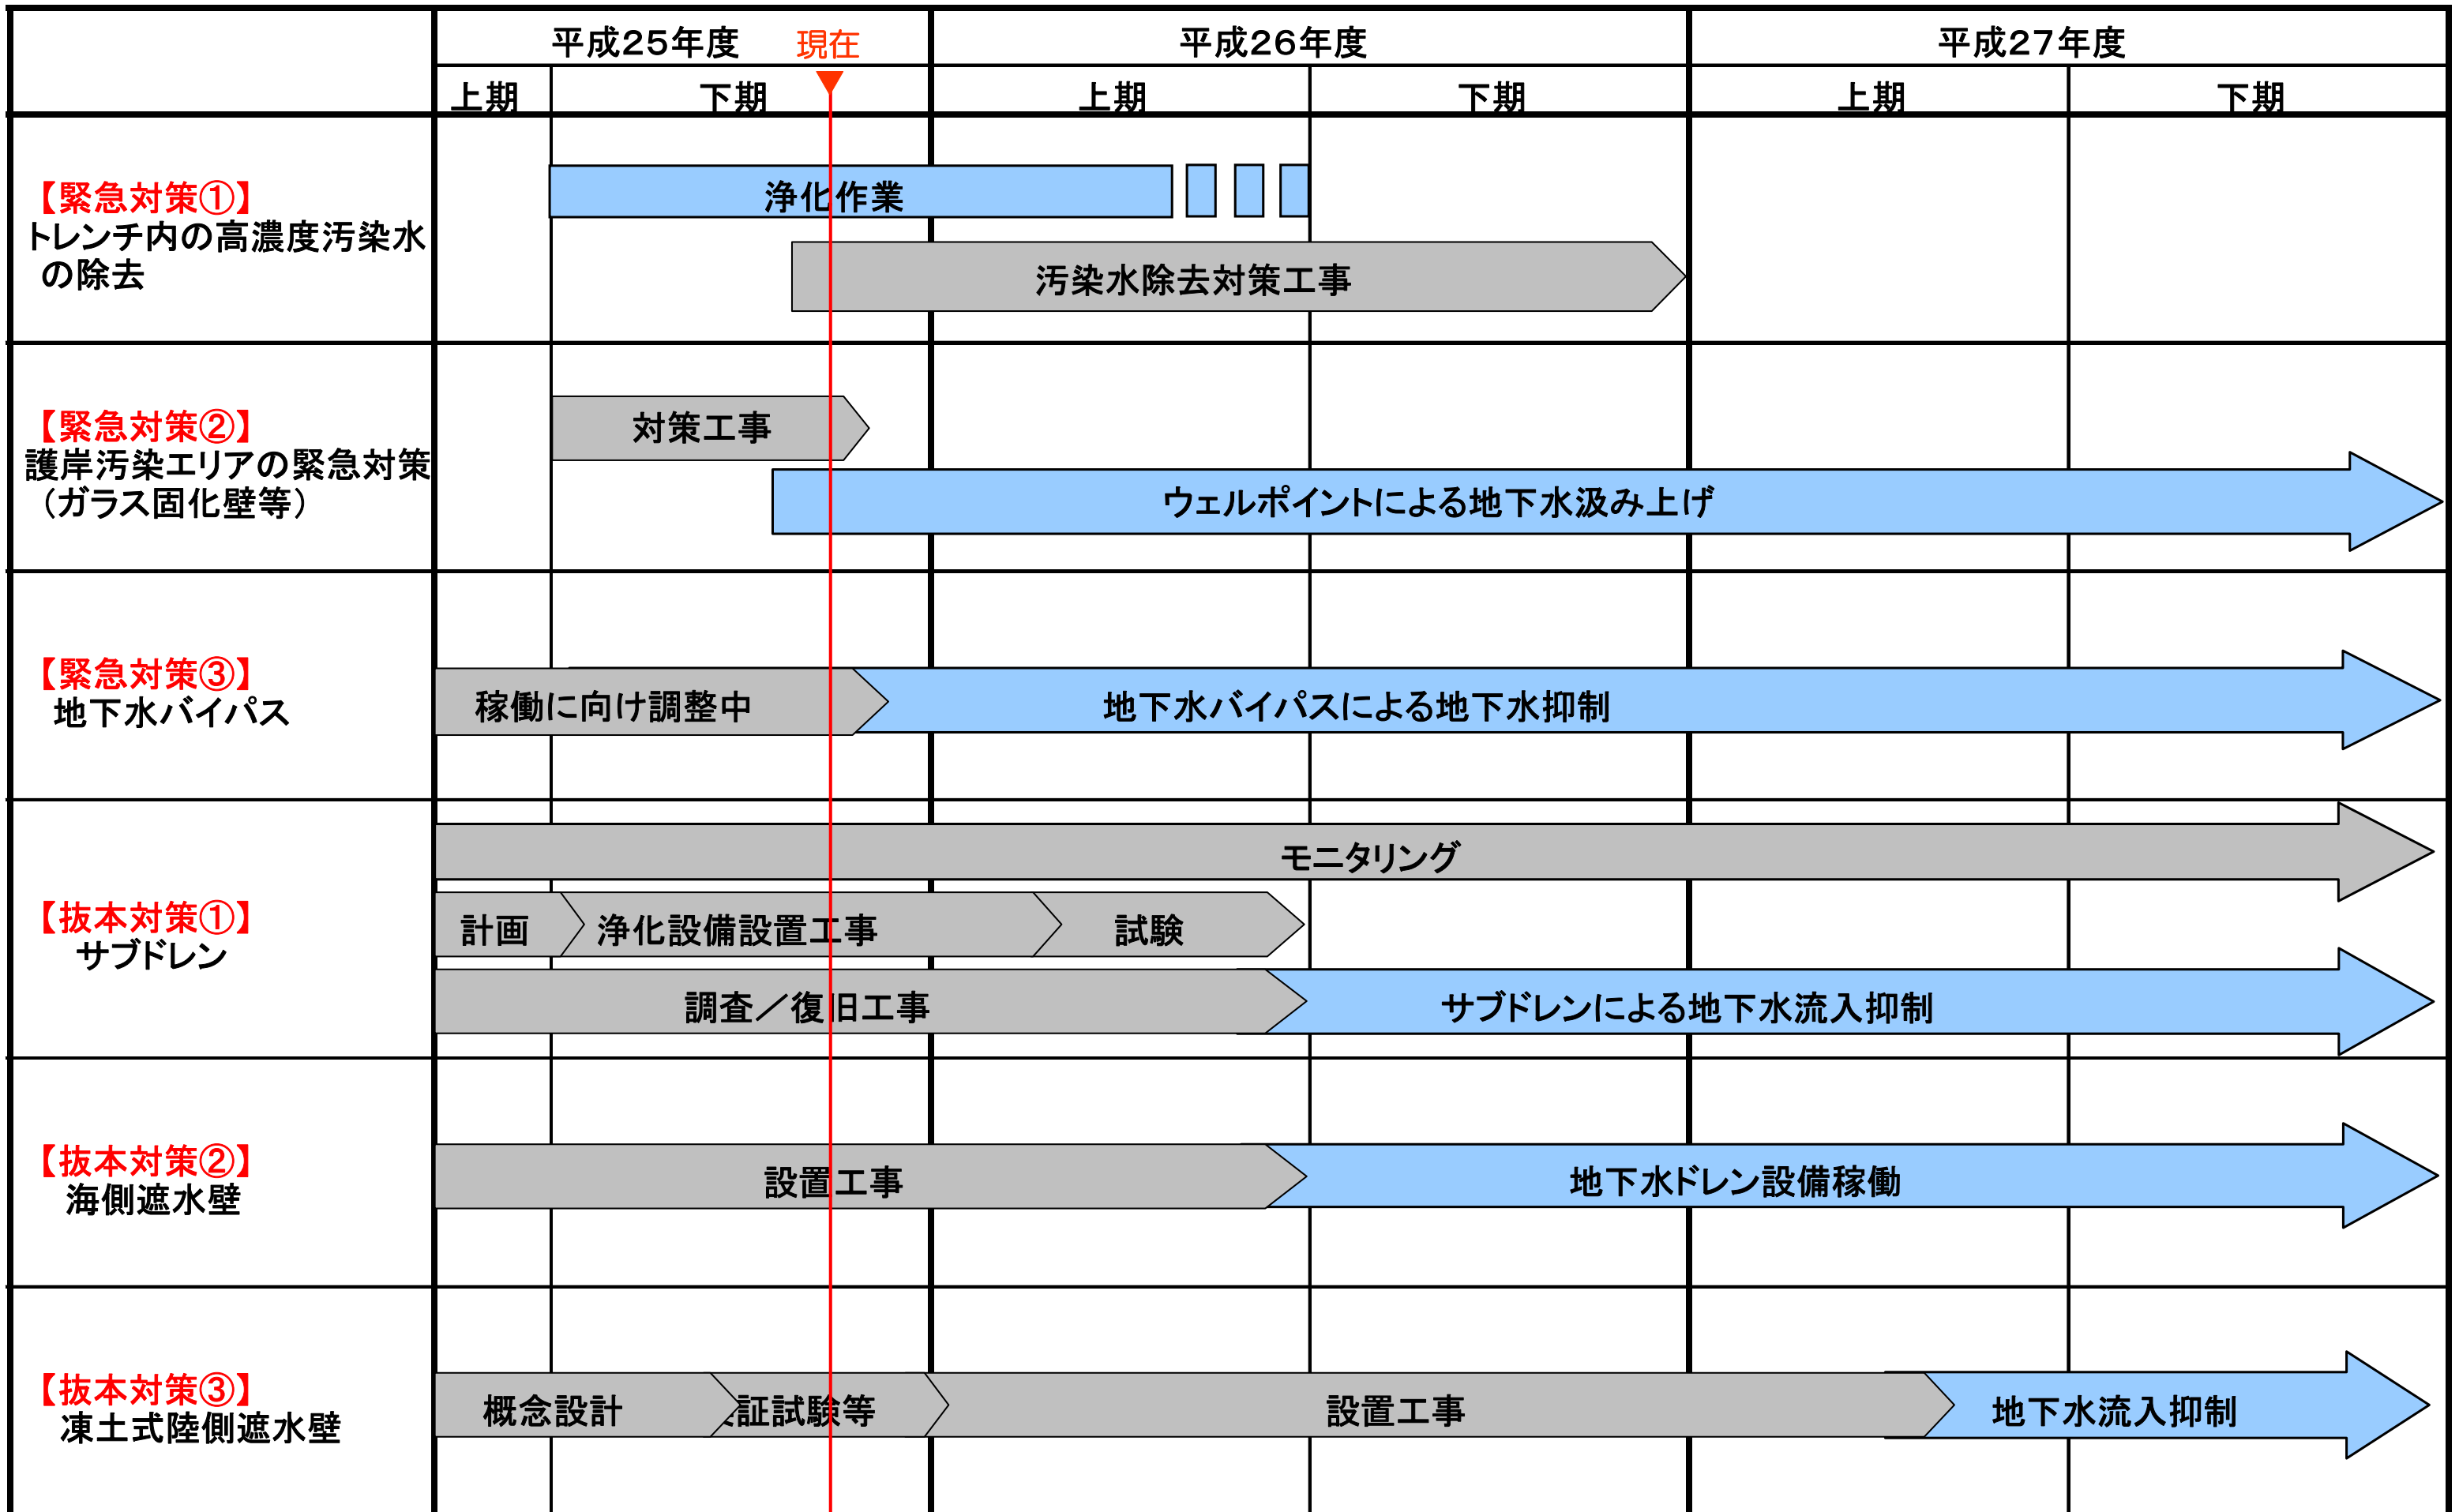 平成25年度
現在
平成26年度
平成27年度
上期
下期
上期
下期
上期
下期
【緊急対策①】
トレンチ内の高濃度汚染水
の除去
浄化作業
汚染水除去対策工事
【緊急対策②】
護岸汚染エリアの緊急対策
（ガラス固化壁等）
対策工事
ウェルポイントによる地下水汲み上げ
【緊急対策③】
地下水バイパス
稼働に向け調整中
地下水バイパスによる地下水抑制
【抜本対策①】
サブドレン
モニタリング
計画
浄化設備設置工事
試験
調査／復旧工事
サブドレンによる地下水流入抑制
【抜本対策②】
海側遮水壁
設置工事
地下水ドレン設備稼働
【抜本対策③】
凍土式陸側遮水壁
概念設計
証試験等
設置工事
地下水流入抑制